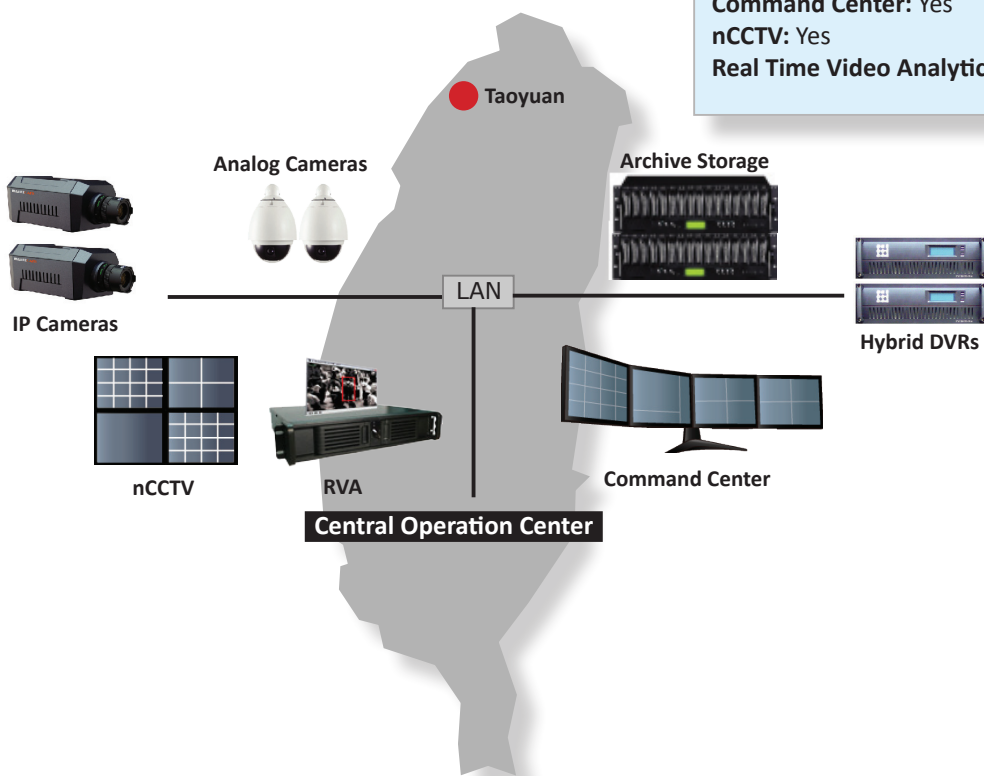 Command Center: Yes
nCCTV: Yes
Real Time Video Analytic
Taoyuan
Analog Cameras
Archive Storage
LAN
IP Cameras
Hybrid DVRs
nCCTV
RVA
Command Center
Central Operation Center